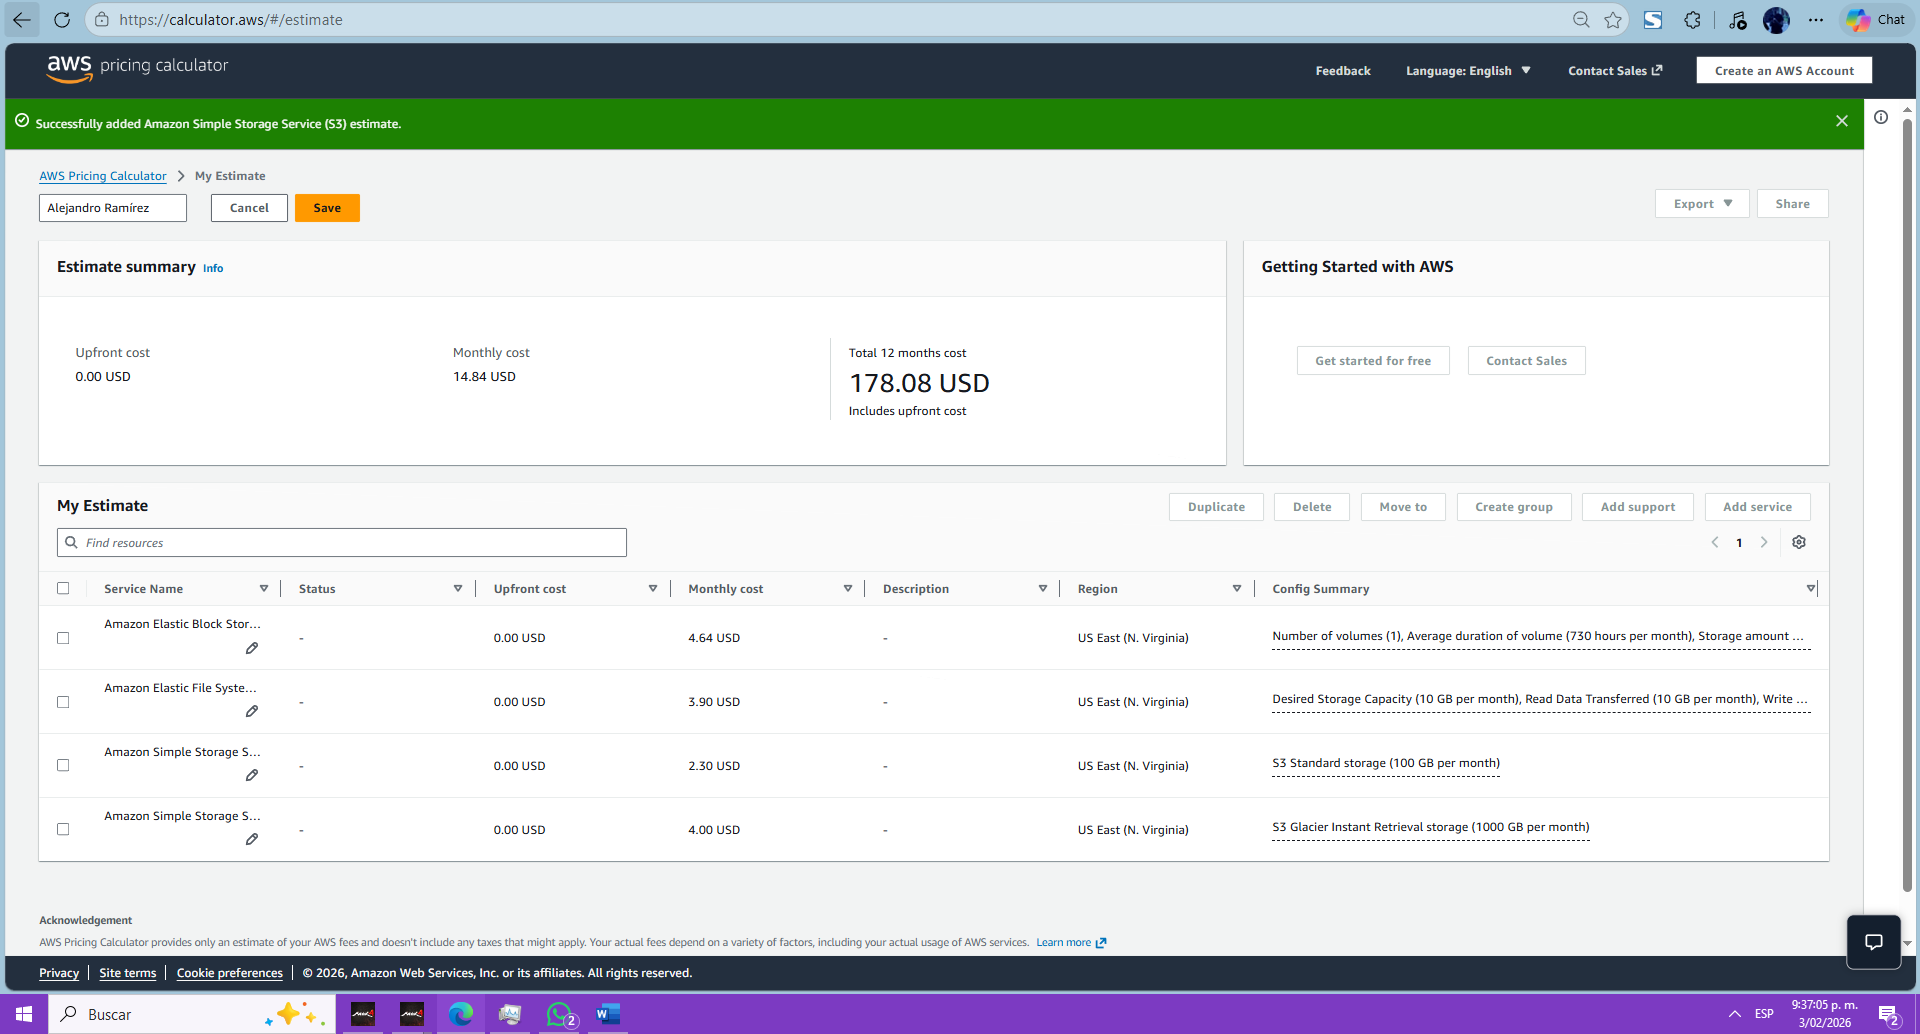 https://calculator.aws/#/estimate
Chat
aws pricing calculator
Feedback
Language: English
Contact Sales
Create an AWS Account
Successfully added Amazon Simple Storage Service (S3) estimate.
AWS Pricing Calculator > My Estimate
Alejandro Ramírez
Cancel
Save
Export
Share
Estimate summary Info
Upfront cost
0.00 USD
Monthly cost
14.84 USD
Total 12 months cost
178.08 USD
Includes upfront cost
Getting Started with AWS
Get started for free
Contact Sales
My Estimate
Duplicate
Delete
Move to
Create group
Add support
Add service
Find resources
1
Service Name Status Upfront cost Monthly cost Description Region Config Summary
Amazon Elastic Block Stor... - 0.00 USD 4.64 USD - US East (N. Virginia) Number of volumes (1), Average duration of volume (730 hours per month), Storage amount ...
Amazon Elastic File Syste... - 0.00 USD 3.90 USD - US East (N. Virginia) Desired Storage Capacity (10 GB per month), Read Data Transferred (10 GB per month), Write ...
Amazon Simple Storage S... - 0.00 USD 2.30 USD - US East (N. Virginia) S3 Standard storage (100 GB per month)
Amazon Simple Storage S... - 0.00 USD 4.00 USD - US East (N. Virginia) S3 Glacier Instant Retrieval storage (1000 GB per month)
Acknowledgement
AWS Pricing Calculator provides only an estimate of your AWS fees and doesn't include any taxes that might apply. Your actual fees depend on a variety of factors, including your actual usage of AWS services. Learn more
Privacy | Site terms | Cookie preferences | © 2026, Amazon Web Services, Inc. or its affiliates. All rights reserved.
Buscar
2
ESP
9:37:05 p. m.
3/02/2026
2